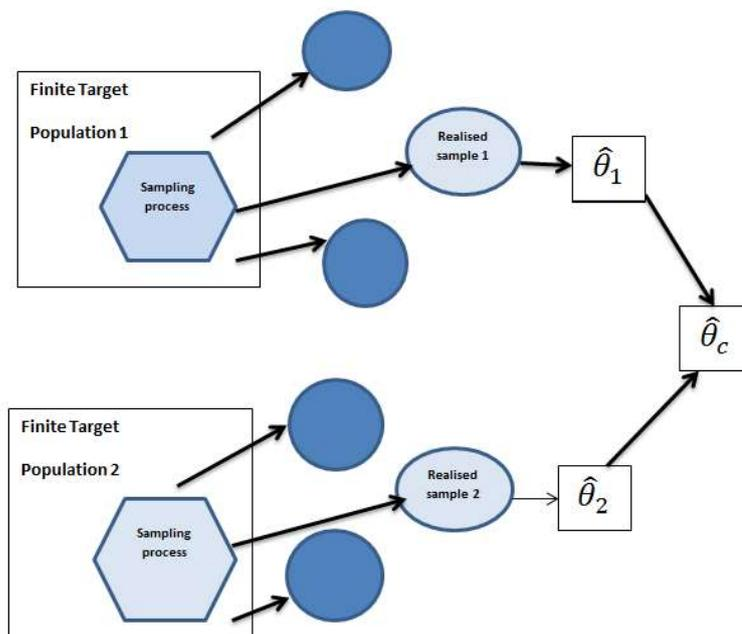 Finite Target
Population 1
Sampling
process
Realised
sample 1
θ̂₁
θ̂_c
Finite Target
Population 2
Sampling
process
Realised
sample 2
θ̂₂